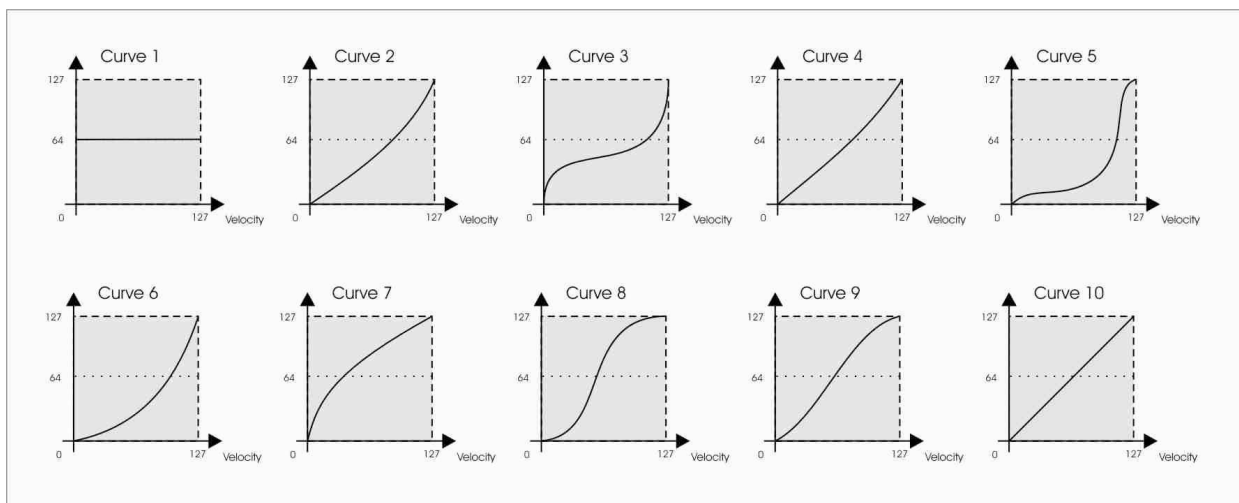 Curve 1 Curve 2 Curve 3 Curve 4 Curve 5
127 127 127 127 127
64 64 64 64 64
0 127 0 127 0 127 0 127 0 127
Velocity Velocity Velocity Velocity Velocity
Curve 6 Curve 7 Curve 8 Curve 9 Curve 10
127 127 127 127 127
64 64 64 64 64
0 127 0 127 0 127 0 127 0 127
Velocity Velocity Velocity Velocity Velocity